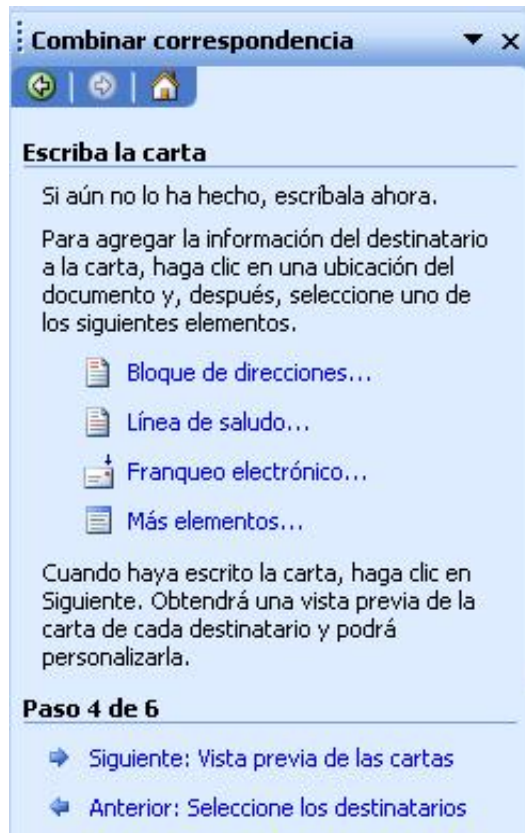 Combinar correspondencia
Escriba la carta
Si aún no lo ha hecho, escríbala ahora.
Para agregar la información del destinatario
a la carta, haga clic en una ubicación del
documento y, después, seleccione uno de
los siguientes elementos.
Bloque de direcciones...
Línea de saludo...
Franqueo electrónico...
Más elementos...
Cuando haya escrito la carta, haga clic en
Siguiente. Obtendrá una vista previa de la
carta de cada destinatario y podrá
personalizarla.
Paso 4 de 6
Siguiente: Vista previa de las cartas
Anterior: Seleccione los destinatarios